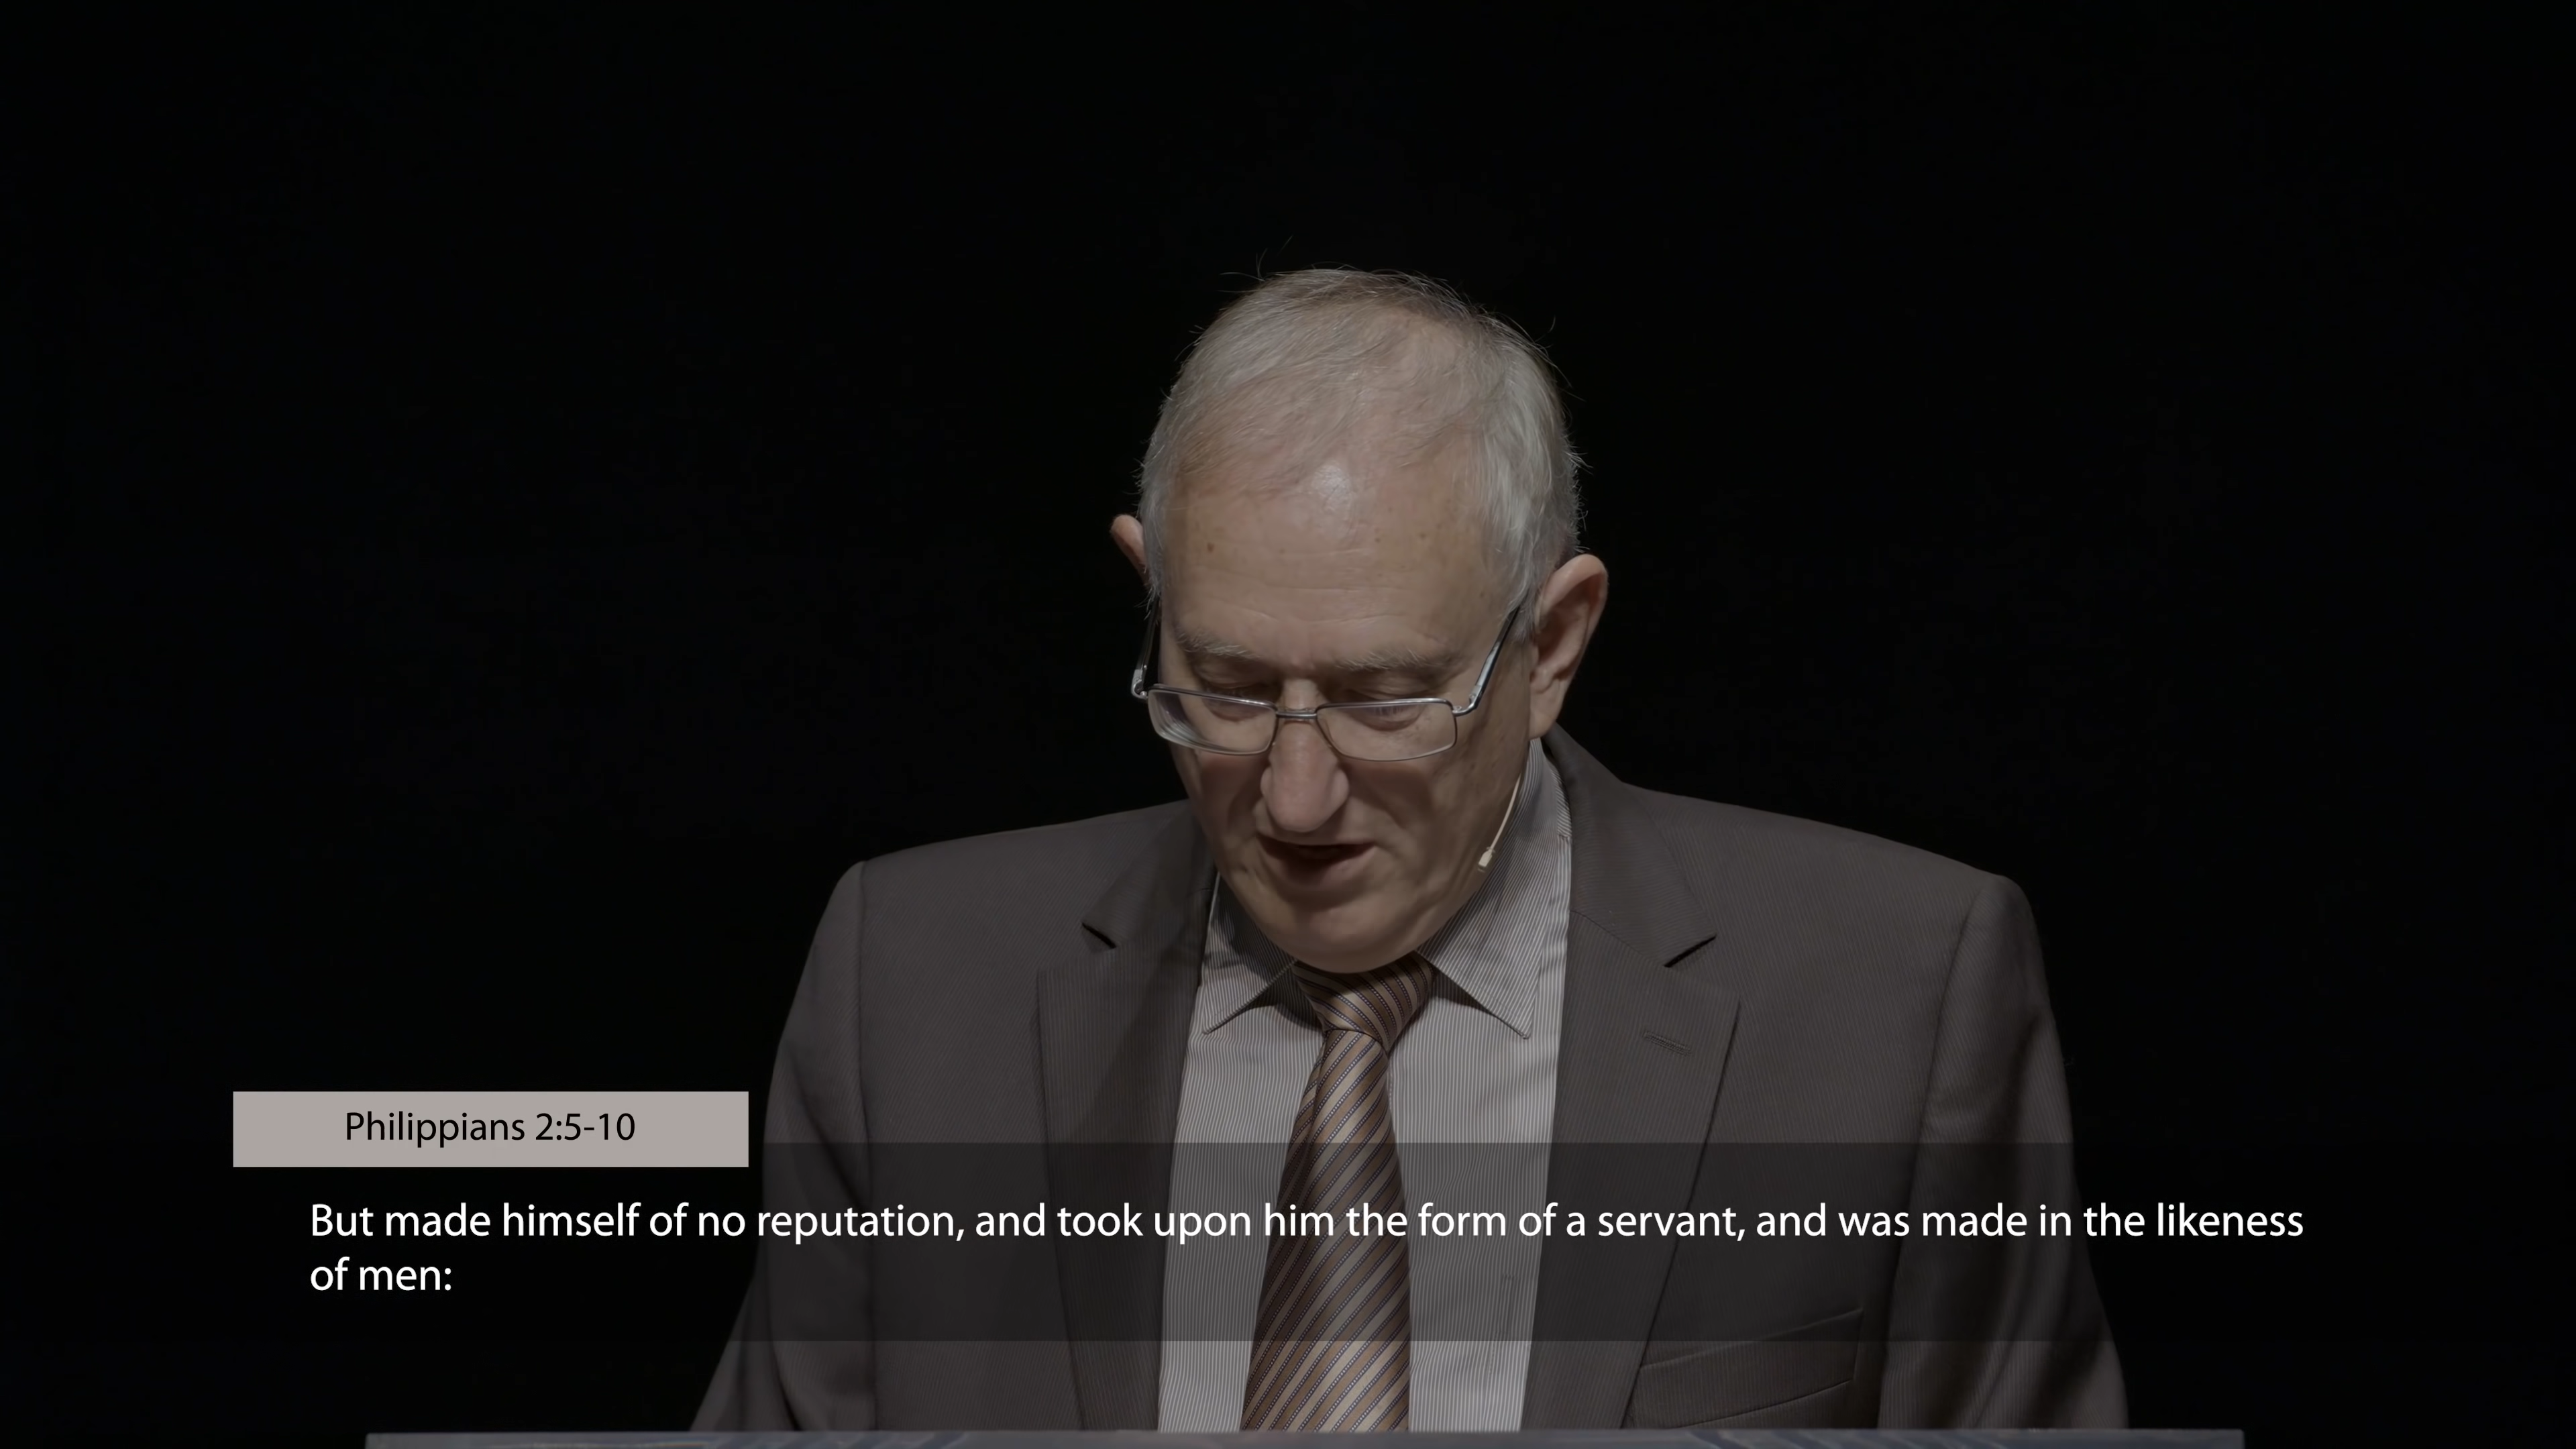 Philippians 2:5-10
But made himself of no reputation, and took upon him the form of a servant, and was made in the likeness
of men: